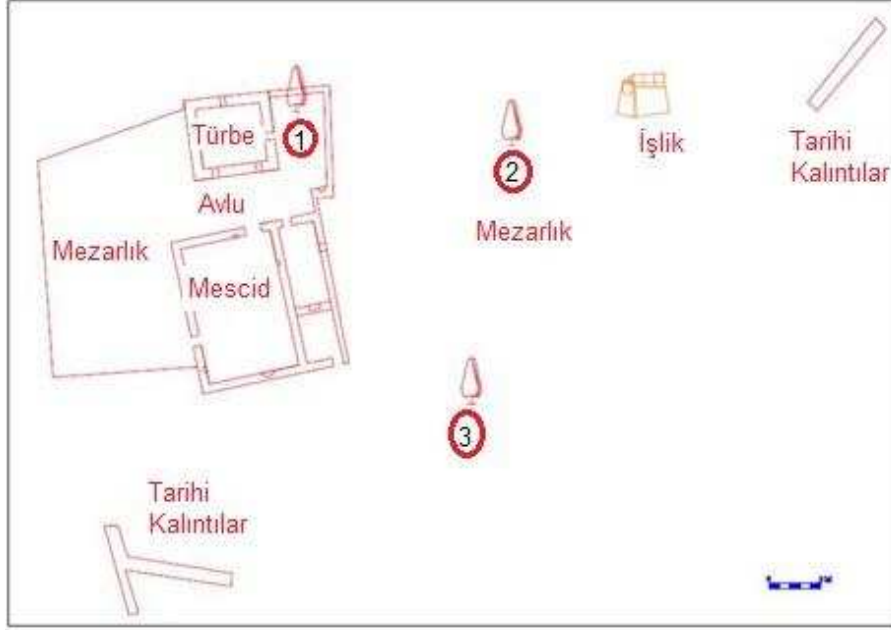 Türbe
1
Avlu
Mezarlık
Mescid
2
Mezarlık
İşlik
Tarihi
Kalıntılar
3
Tarihi
Kalıntılar